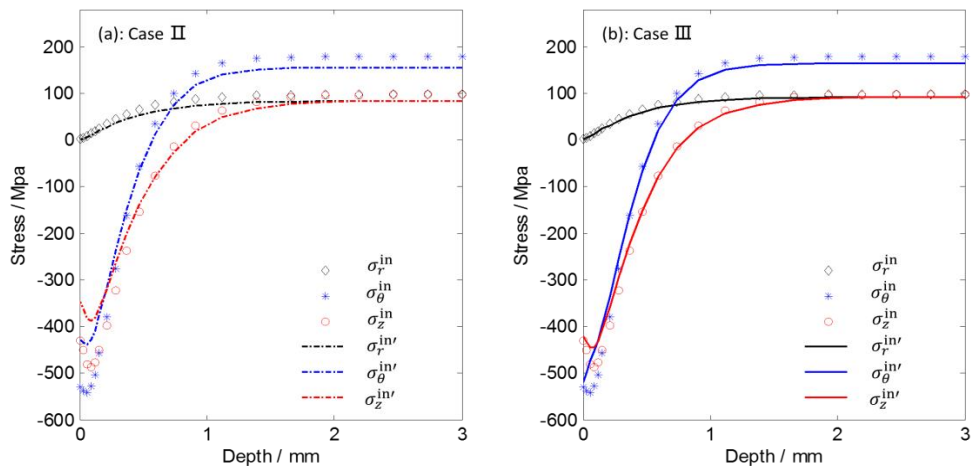 (a): Case Ⅱ
200
100
0
-100
-200
-300
-400
-500
-600
Stress / Mpa
σ_r^in
σ_θ^in
σ_z^in
σ_r^in′
σ_θ^in′
σ_z^in′
0
1
2
3
Depth / mm
(b): Case Ⅲ
200
100
0
-100
-200
-300
-400
-500
-600
Stress / Mpa
σ_r^in
σ_θ^in
σ_z^in
σ_r^in′
σ_θ^in′
σ_z^in′
0
1
2
3
Depth / mm